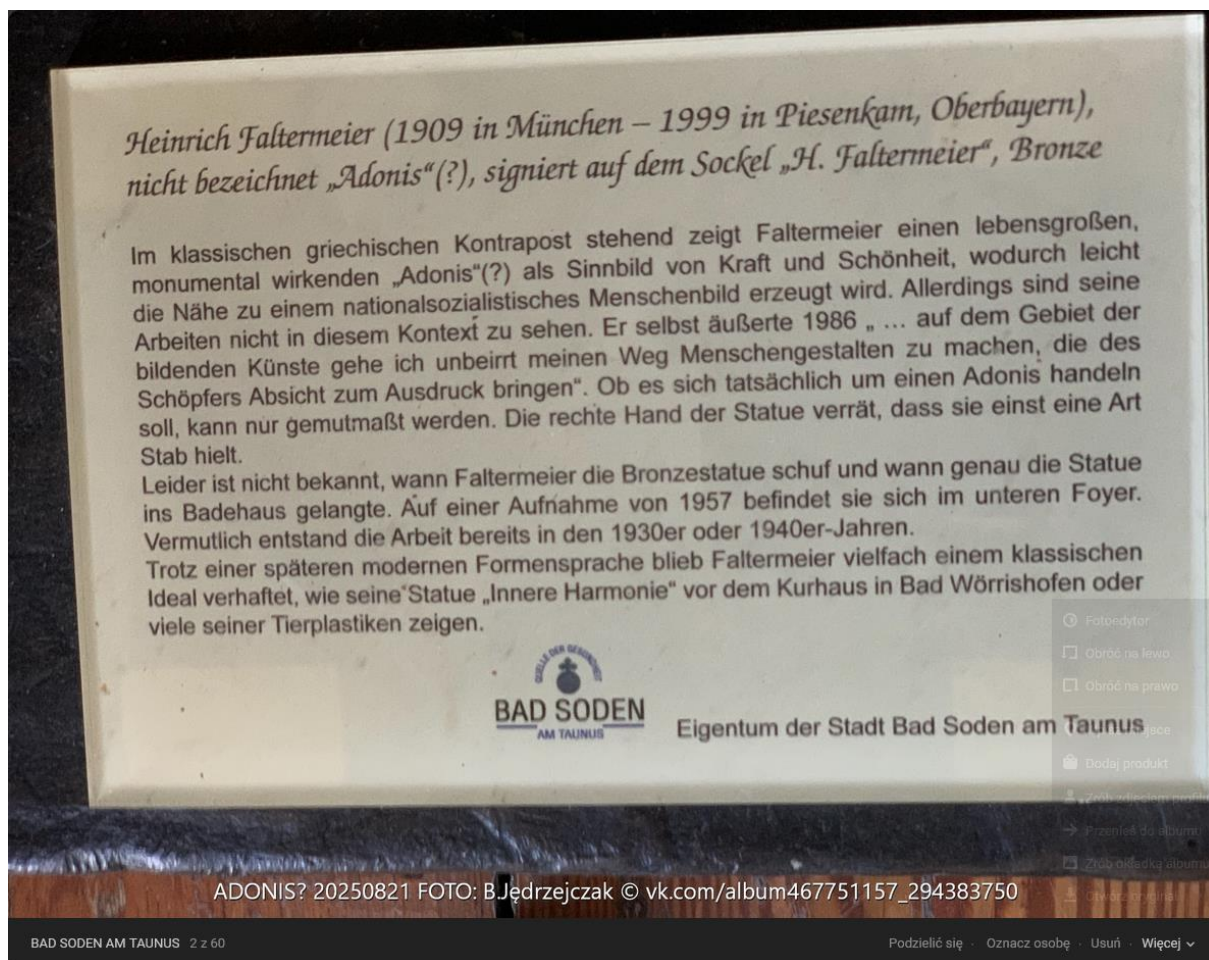 Heinrich Faltermeier (1909 in München – 1999 in Piesenkam, Oberbayern),
nicht bezeichnet „Adonis“(?), signiert auf dem Sockel „H. Faltermeier“, Bronze
Im klassischen griechischen Kontrapost stehend zeigt Faltermeier einen lebensgroßen,
monumental wirkenden „Adonis“(?) als Sinnbild von Kraft und Schönheit, wodurch leicht
die Nähe zu einem nationalsozialistisches Menschenbild erzeugt wird. Allerdings sind seine
Arbeiten nicht in diesem Kontext zu sehen. Er selbst äußerte 1986 „ ... auf dem Gebiet der
bildenden Künste gehe ich unbeirrt meinen Weg Menschengestalten zu machen, die des
Schöpfers Absicht zum Ausdruck bringen“. Ob es sich tatsächlich um einen Adonis handeln
soll, kann nur gemutmaßt werden. Die rechte Hand der Statue verrät, dass sie einst eine Art
Stab hielt.
Leider ist nicht bekannt, wann Faltermeier die Bronzestatue schuf und wann genau die Statue
ins Badehaus gelangte. Auf einer Aufnahme von 1957 befindet sie sich im unteren Foyer.
Vermutlich entstand die Arbeit bereits in den 1930er oder 1940er-Jahren.
Trotz einer späteren modernen Formensprache blieb Faltermeier vielfach einem klassischen
Ideal verhaftet, wie seine Statue „Innere Harmonie“ vor dem Kurhaus in Bad Wörrishofen oder
viele seiner Tierplastiken zeigen.
QUELLE DER GESUNDHEIT
BAD SODEN
AM TAUNUS
Eigentum der Stadt Bad Soden am Taunus
Fotoedytor
Obróć na lewo
Obróć na prawo
Dodaj produkt
Przenieś do albumu
Zrób okładką albumu
ADONIS? 20250821 FOTO: B.Jędrzejczak © vk.com/album467751157_294383750
BAD SODEN AM TAUNUS 2 z 60
Podzielić się · Oznacz osobę · Usuń · Więcej